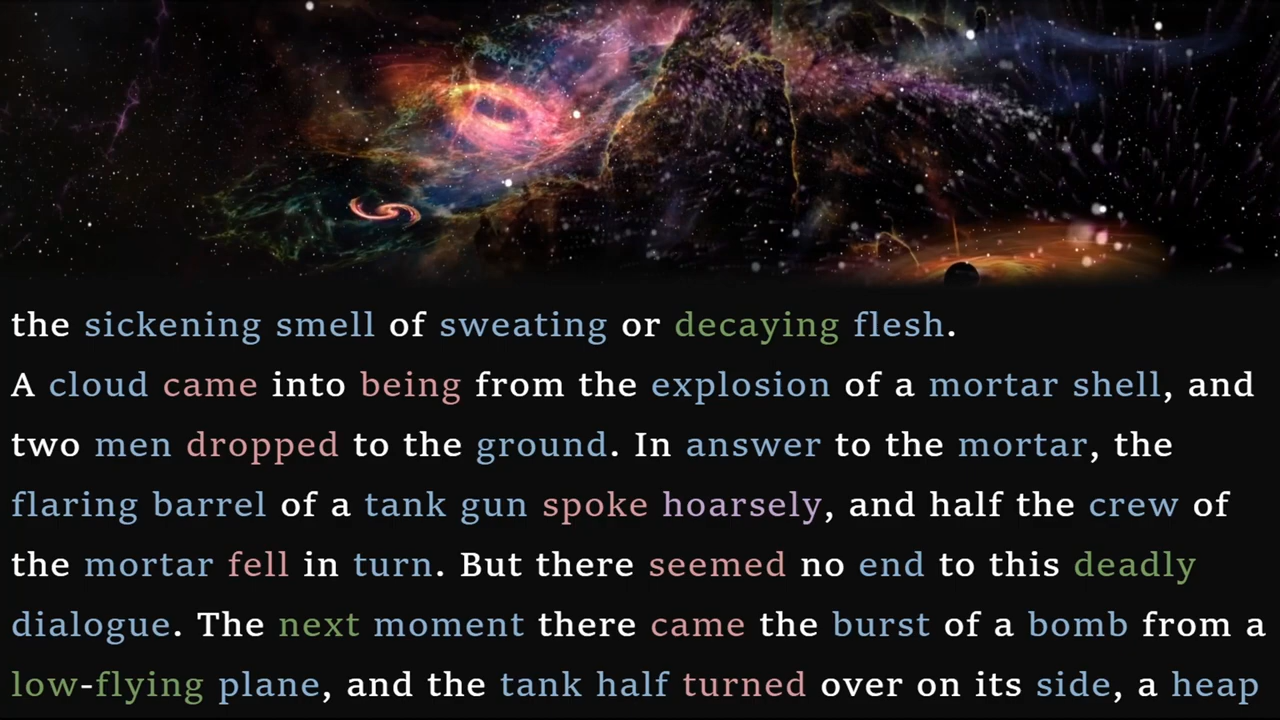 the sickening smell of sweating or decaying flesh.
A cloud came into being from the explosion of a mortar shell, and
two men dropped to the ground. In answer to the mortar, the
flaring barrel of a tank gun spoke hoarsely, and half the crew of
the mortar fell in turn. But there seemed no end to this deadly
dialogue. The next moment there came the burst of a bomb from a
low-flying plane, and the tank half turned over on its side, a heap